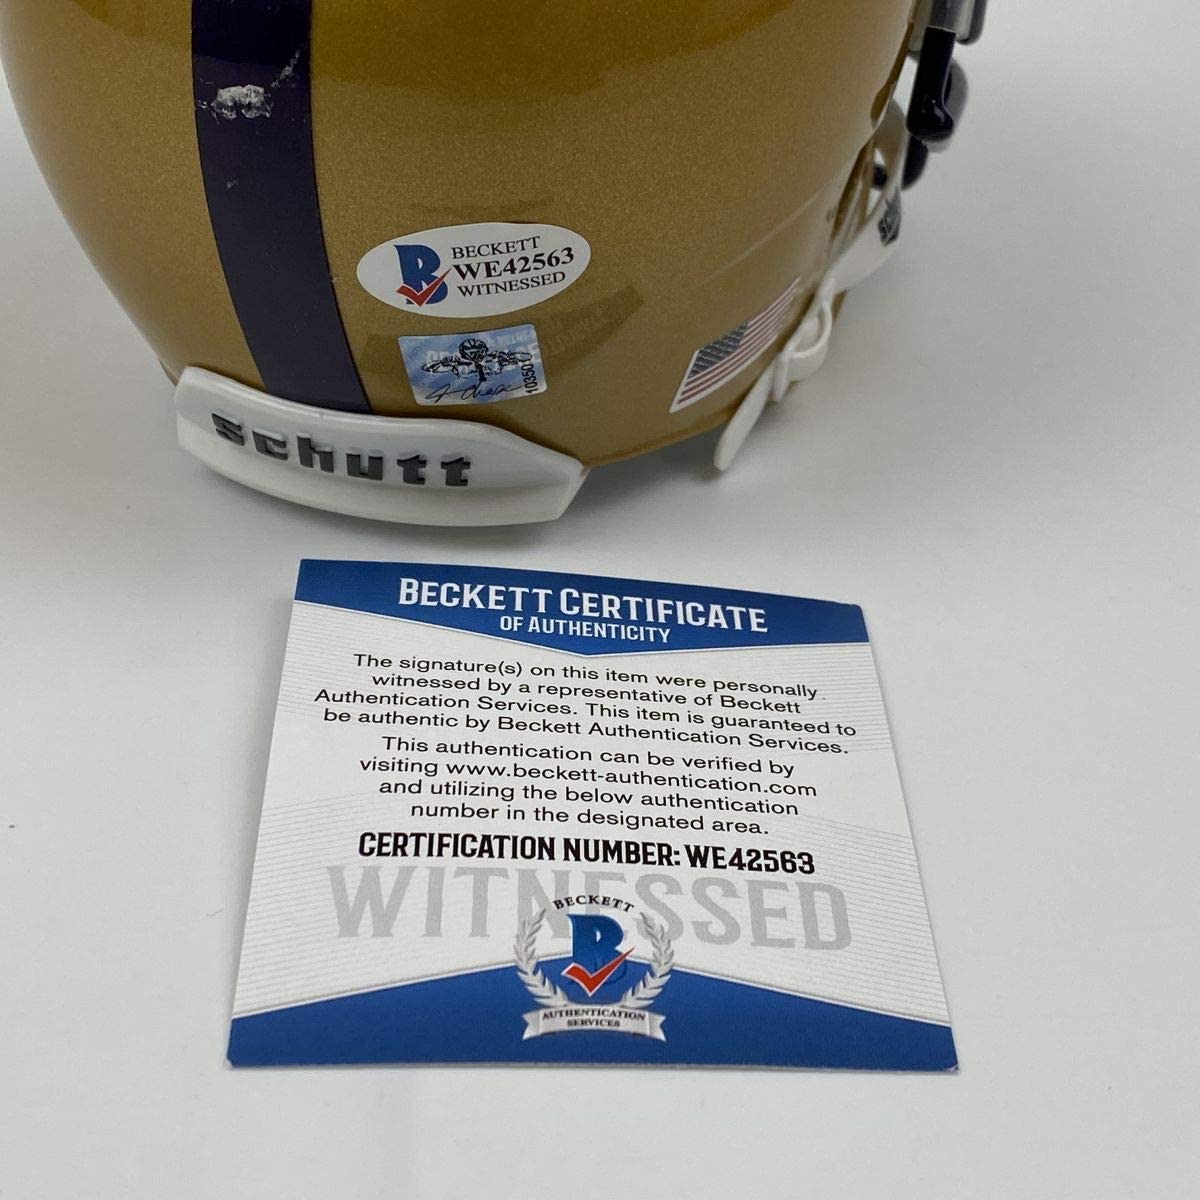 BECKETT
WE42563
WITNESSED
103501
schutt
BECKETT CERTIFICATE
OF AUTHENTICITY
The signature(s) on this item were personally
witnessed by a representative of Beckett
Authentication Services. This item is guaranteed to
be authentic by Beckett Authentication Services.
This authentication can be verified by
visiting www.beckett-authentication.com
and utilizing the below authentication
number in the designated area.
CERTIFICATION NUMBER: WE42563
WITNESSED
BECKETT
B
AUTHENTICATION
SERVICES